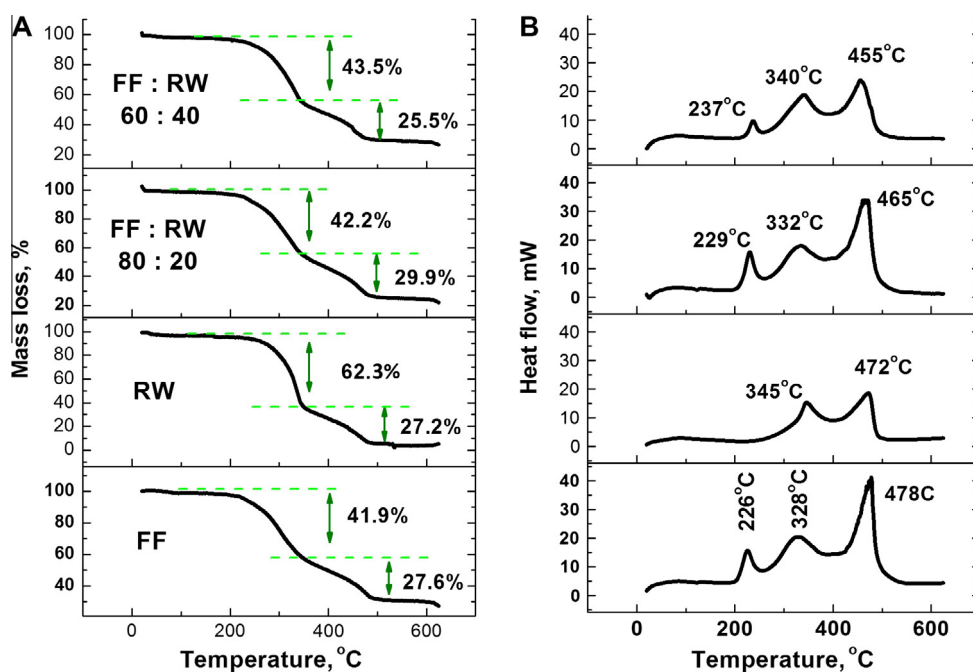 A
Mass loss, %
100
80
60
40
20
FF : RW
60 : 40
43.5%
25.5%
100
80
60
40
20
FF : RW
80 : 20
42.2%
29.9%
100
80
60
40
20
0
RW
62.3%
27.2%
100
80
60
40
FF
41.9%
27.6%
0 200 400 600
Temperature, °C
B
Heat flow, mW
40
30
20
10
0
237°C
340°C
455°C
40
30
20
10
0
229°C
332°C
465°C
40
30
20
10
0
345°C
472°C
40
30
20
10
0
226°C
328°C
478C
0 200 400 600
Temperature, °C